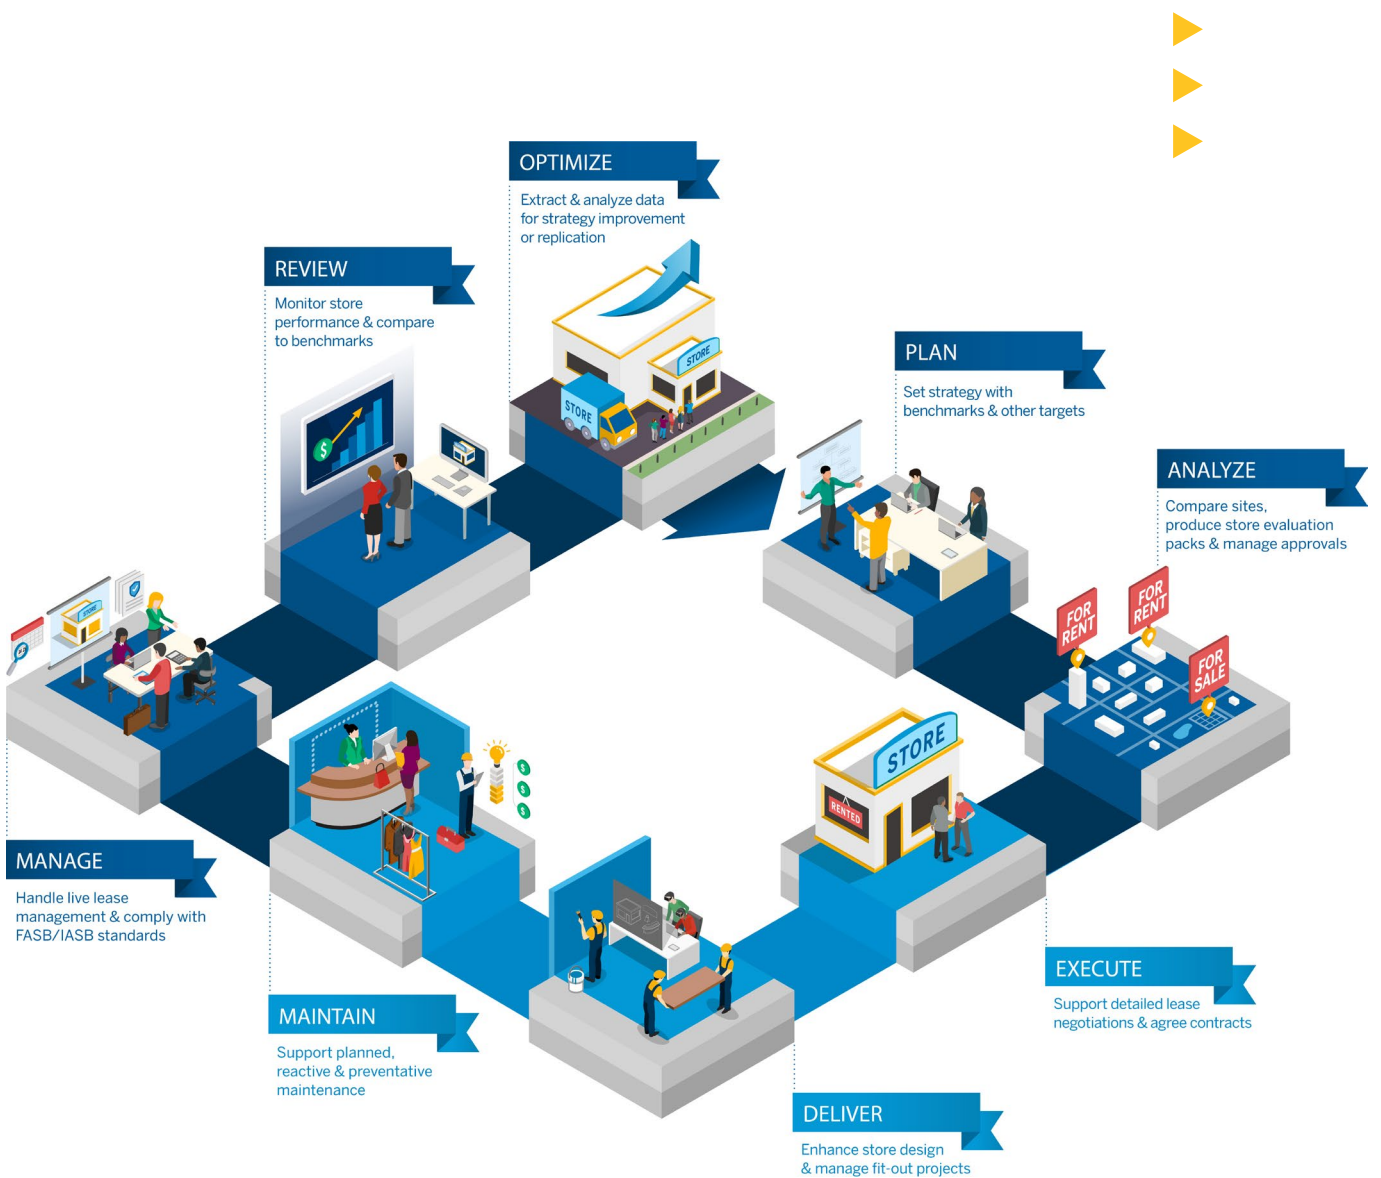 OPTIMIZE
Extract & analyze data
for strategy improvement
or replication
STORE
STORE
REVIEW
Monitor store
performance & compare
to benchmarks
$
PLAN
Set strategy with
benchmarks & other targets
ANALYZE
Compare sites,
produce store evaluation
packs & manage approvals
FOR
RENT
FOR
RENT
FOR
SALE
STORE
MANAGE
Handle live lease
management & comply with
FASB/IASB standards
$
$
$
MAINTAIN
Support planned,
reactive & preventative
maintenance
STORE
RENTED
EXECUTE
Support detailed lease
negotiations & agree contracts
DELIVER
Enhance store design
& manage fit-out projects